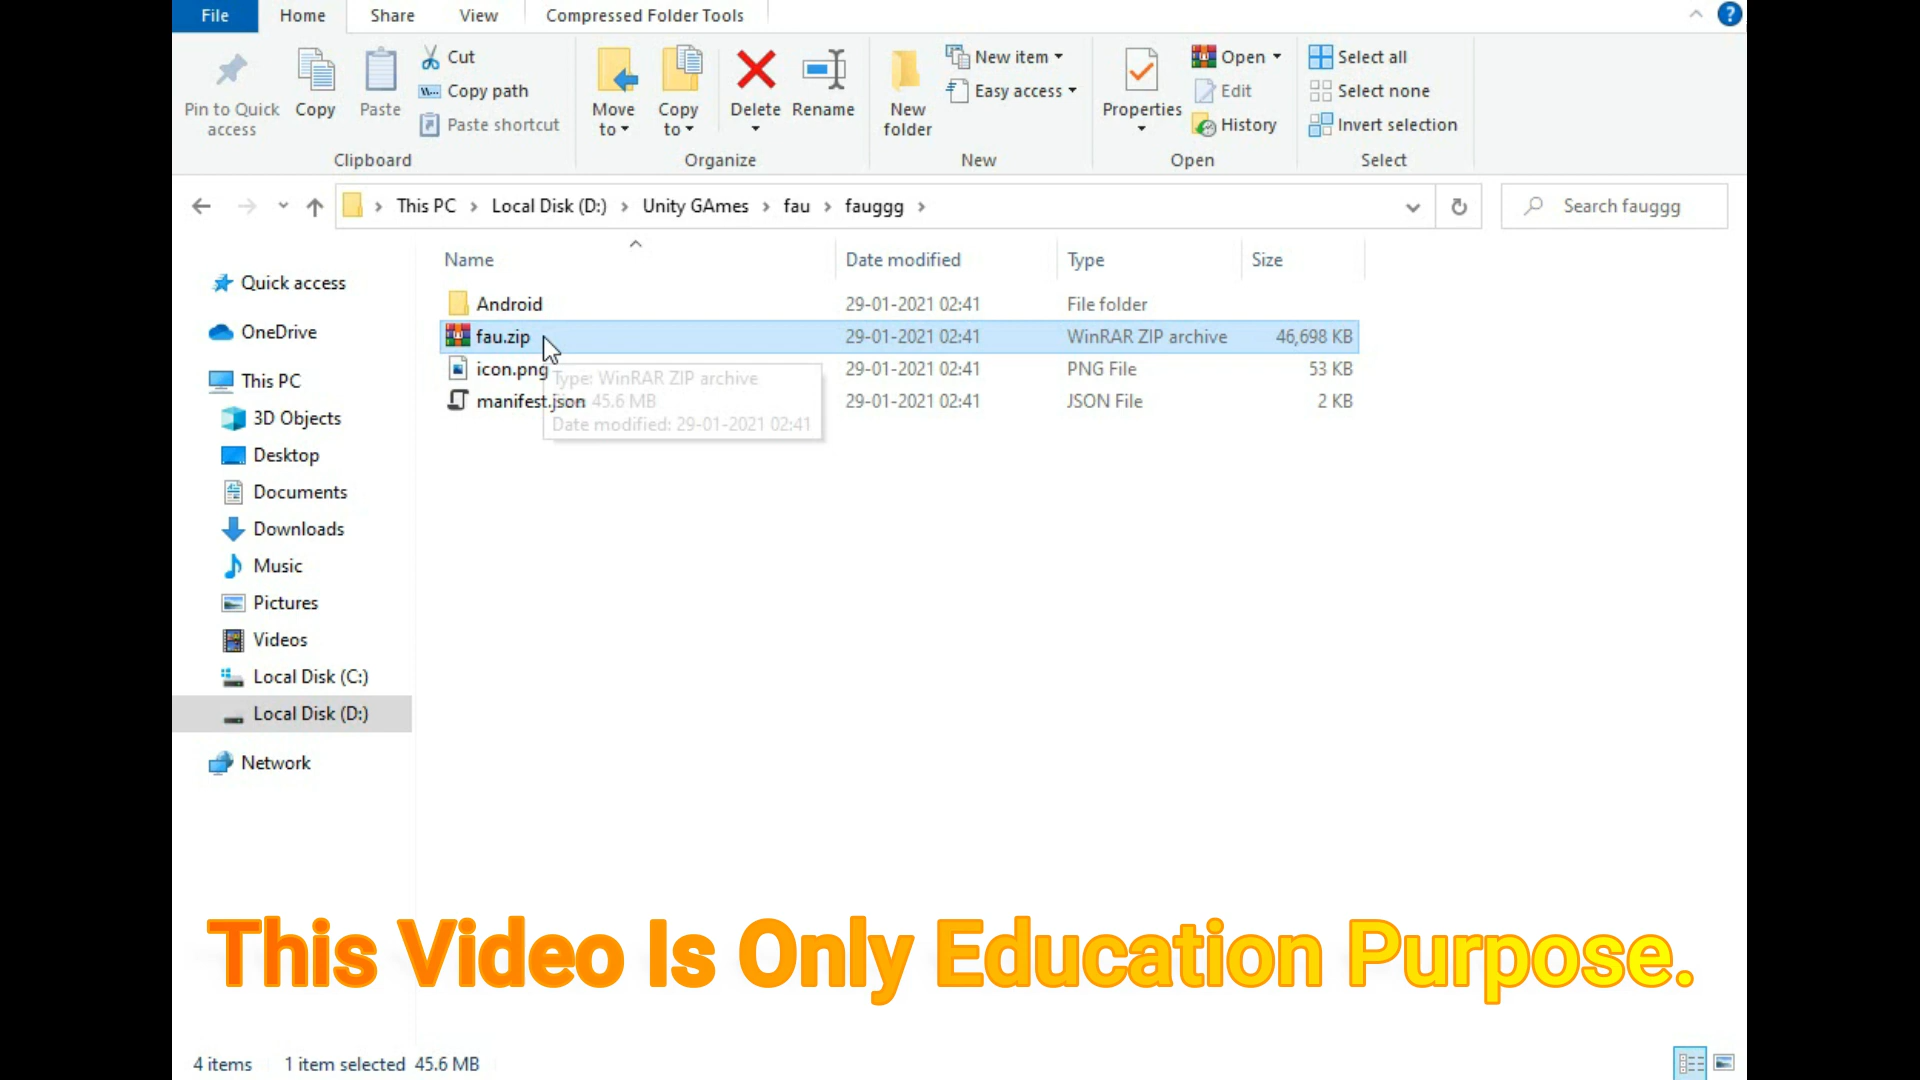 File Home Share View Compressed Folder Tools
Pin to Quick access
Copy
Paste
Cut
Copy path
Paste shortcut
Clipboard
Move to
Copy to
Delete
Rename
Organize
New folder
New item
Easy access
New
Properties
Open
Edit
History
Open
Select all
Select none
Invert selection
Select
This PC > Local Disk (D:) > Unity GAmes > fau > fauggg >
Search fauggg
Quick access
OneDrive
This PC
3D Objects
Desktop
Documents
Downloads
Music
Pictures
Videos
Local Disk (C:)
Local Disk (D:)
Network
Name Date modified Type Size
Android 29-01-2021 02:41 File folder
fau.zip 29-01-2021 02:41 WinRAR ZIP archive 46,698 KB
icon.png 29-01-2021 02:41 PNG File 53 KB
manifest.json 29-01-2021 02:41 JSON File 2 KB
Type: WinRAR ZIP archive
45.6 MB
Date modified: 29-01-2021 02:41
This Video Is Only Education Purpose.
4 items 1 item selected 45.6 MB